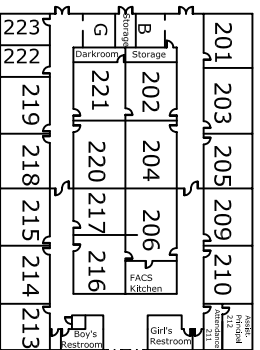 223
G
Storage
B
201
222
Darkroom
Storage
219
221
202
203
218
220
204
205
215
217
206
209
214
216
FACS
Kitchen
210
213
Boy's
Restroom
Girl's
Restroom
Attendance
211
Assist.
Principal
212